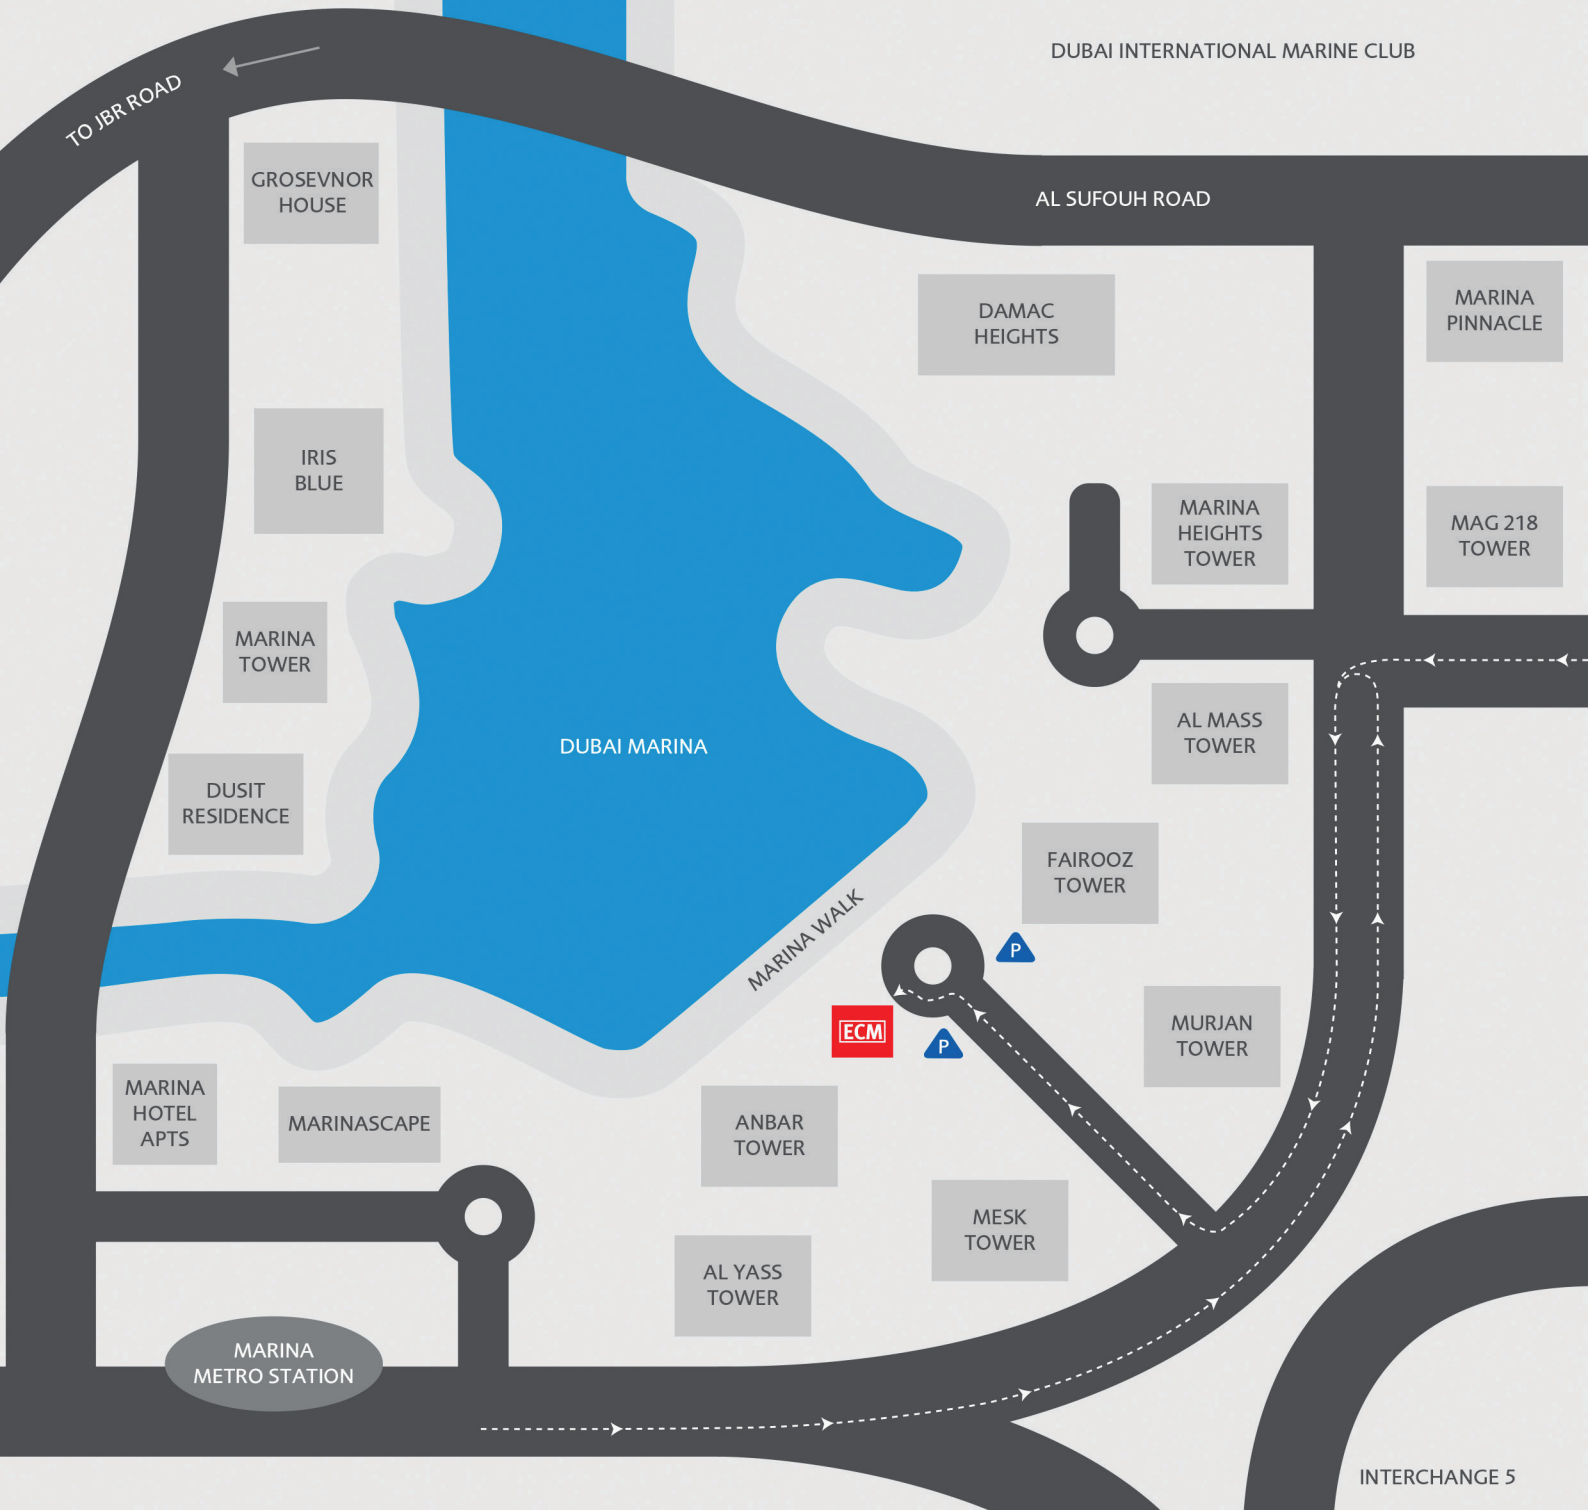 DUBAI INTERNATIONAL MARINE CLUB
TO JBR ROAD
GROSEVNOR
HOUSE
AL SUFOUH ROAD
DAMAC
HEIGHTS
MARINA
PINNACLE
IRIS
BLUE
MARINA
HEIGHTS
TOWER
MAG 218
TOWER
MARINA
TOWER
DUBAI MARINA
AL MASS
TOWER
DUSIT
RESIDENCE
FAIROOZ
TOWER
MARINA WALK
P
ECM
P
MURJAN
TOWER
MARINA
HOTEL
APTS
MARINASCAPE
ANBAR
TOWER
MESK
TOWER
AL YASS
TOWER
MARINA
METRO STATION
INTERCHANGE 5